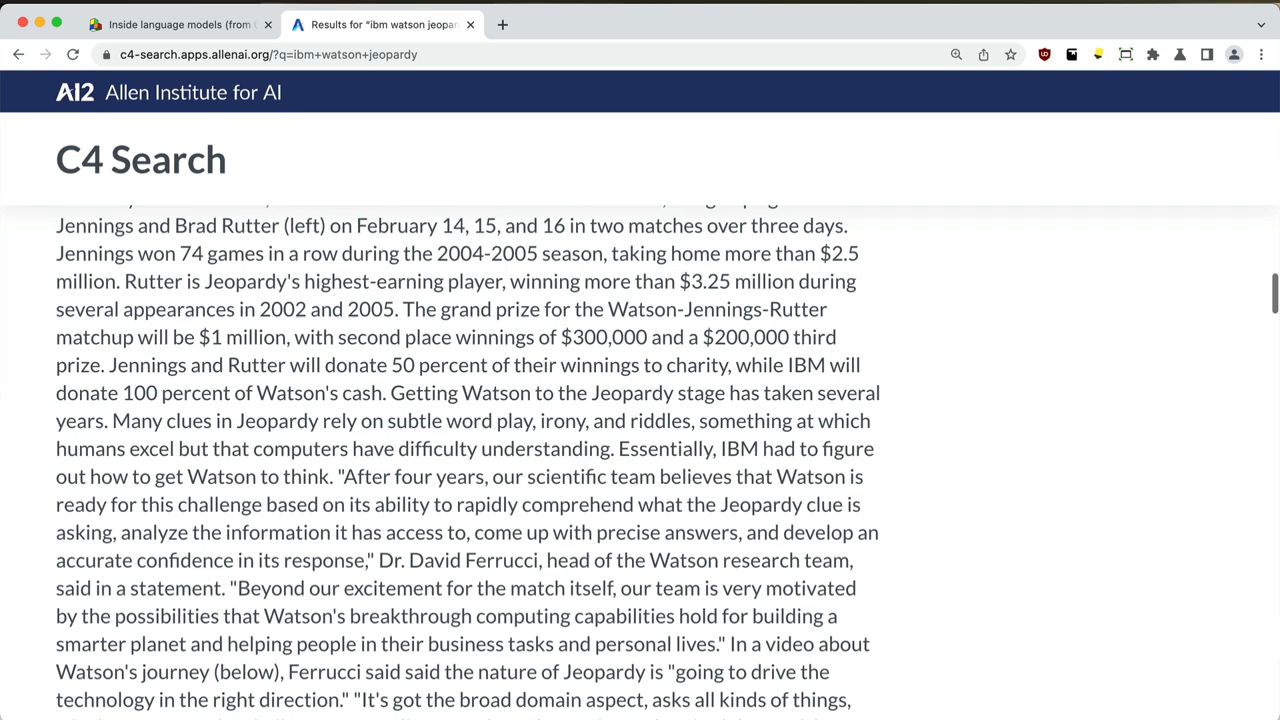 Inside language models (from G
Results for "ibm watson jeopar
c4-search.apps.allenai.org/?q=ibm+watson+jeopardy
AI2 Allen Institute for AI
C4 Search
Jennings and Brad Rutter (left) on February 14, 15, and 16 in two matches over three days.
Jennings won 74 games in a row during the 2004-2005 season, taking home more than $2.5
million. Rutter is Jeopardy's highest-earning player, winning more than $3.25 million during
several appearances in 2002 and 2005. The grand prize for the Watson-Jennings-Rutter
matchup will be $1 million, with second place winnings of $300,000 and a $200,000 third
prize. Jennings and Rutter will donate 50 percent of their winnings to charity, while IBM will
donate 100 percent of Watson's cash. Getting Watson to the Jeopardy stage has taken several
years. Many clues in Jeopardy rely on subtle word play, irony, and riddles, something at which
humans excel but that computers have difficulty understanding. Essentially, IBM had to figure
out how to get Watson to think. "After four years, our scientific team believes that Watson is
ready for this challenge based on its ability to rapidly comprehend what the Jeopardy clue is
asking, analyze the information it has access to, come up with precise answers, and develop an
accurate confidence in its response," Dr. David Ferrucci, head of the Watson research team,
said in a statement. "Beyond our excitement for the match itself, our team is very motivated
by the possibilities that Watson's breakthrough computing capabilities hold for building a
smarter planet and helping people in their business tasks and personal lives." In a video about
Watson's journey (below), Ferrucci said said the nature of Jeopardy is "going to drive the
technology in the right direction." "It's got the broad domain aspect, asks all kinds of things,